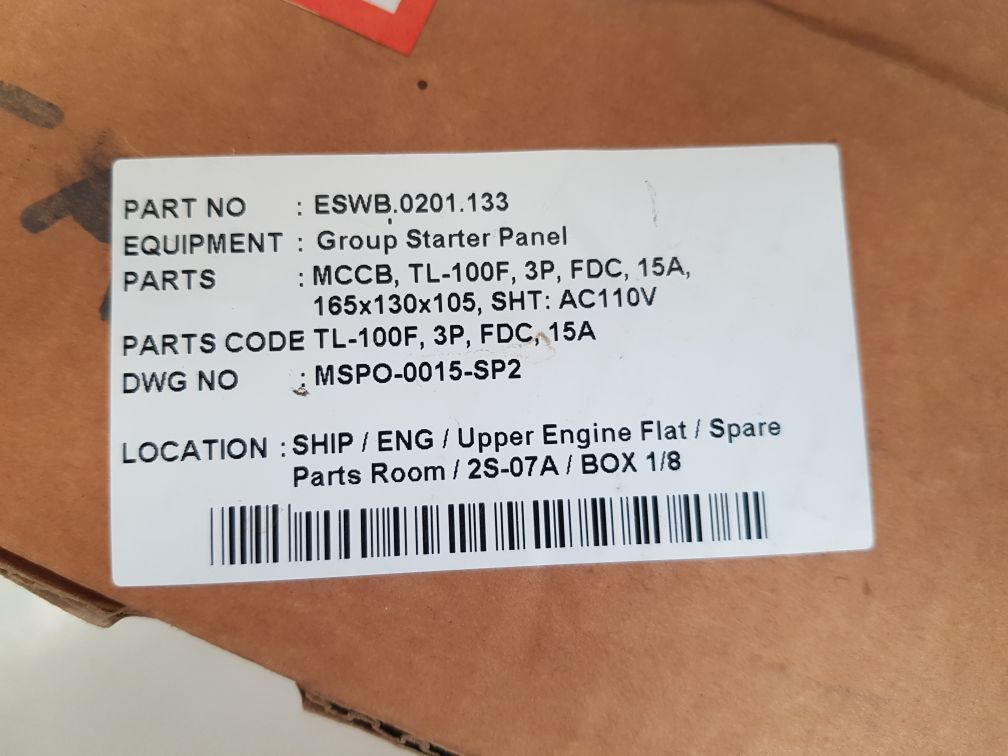 PART NO : ESWB.0201.133
EQUIPMENT : Group Starter Panel
PARTS : MCCB, TL-100F, 3P, FDC, 15A,
165x130x105, SHT: AC110V
PARTS CODE TL-100F, 3P, FDC, 15A
DWG NO : MSPO-0015-SP2
LOCATION : SHIP / ENG / Upper Engine Flat / Spare
Parts Room / 2S-07A / BOX 1/8